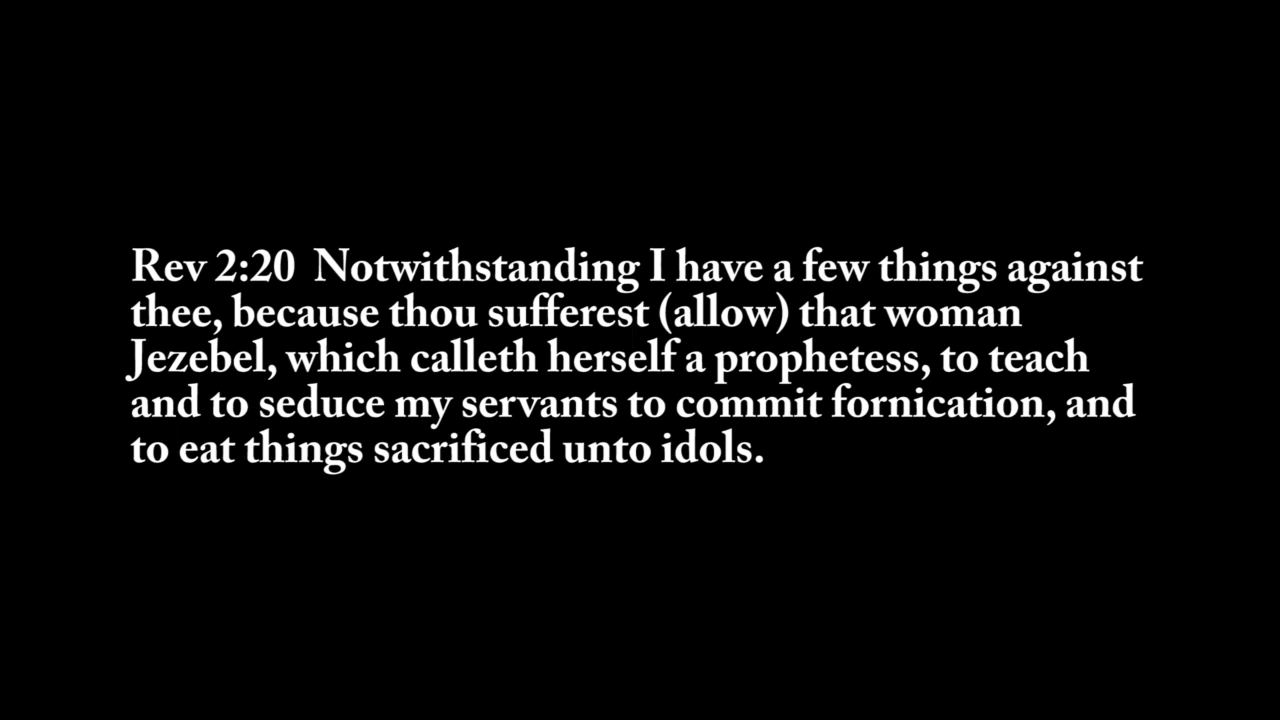 Rev 2:20  Notwithstanding I have a few things against
thee, because thou sufferest (allow) that woman
Jezebel, which calleth herself a prophetess, to teach
and to seduce my servants to commit fornication, and
to eat things sacrificed unto idols.